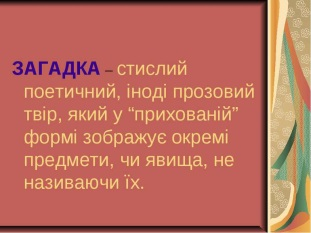 ЗАГАДКА – стислий
поетичний, іноді прозовий
твір, який у “прихованій”
формі зображує окремі
предмети, чи явища, не
називаючи їх.